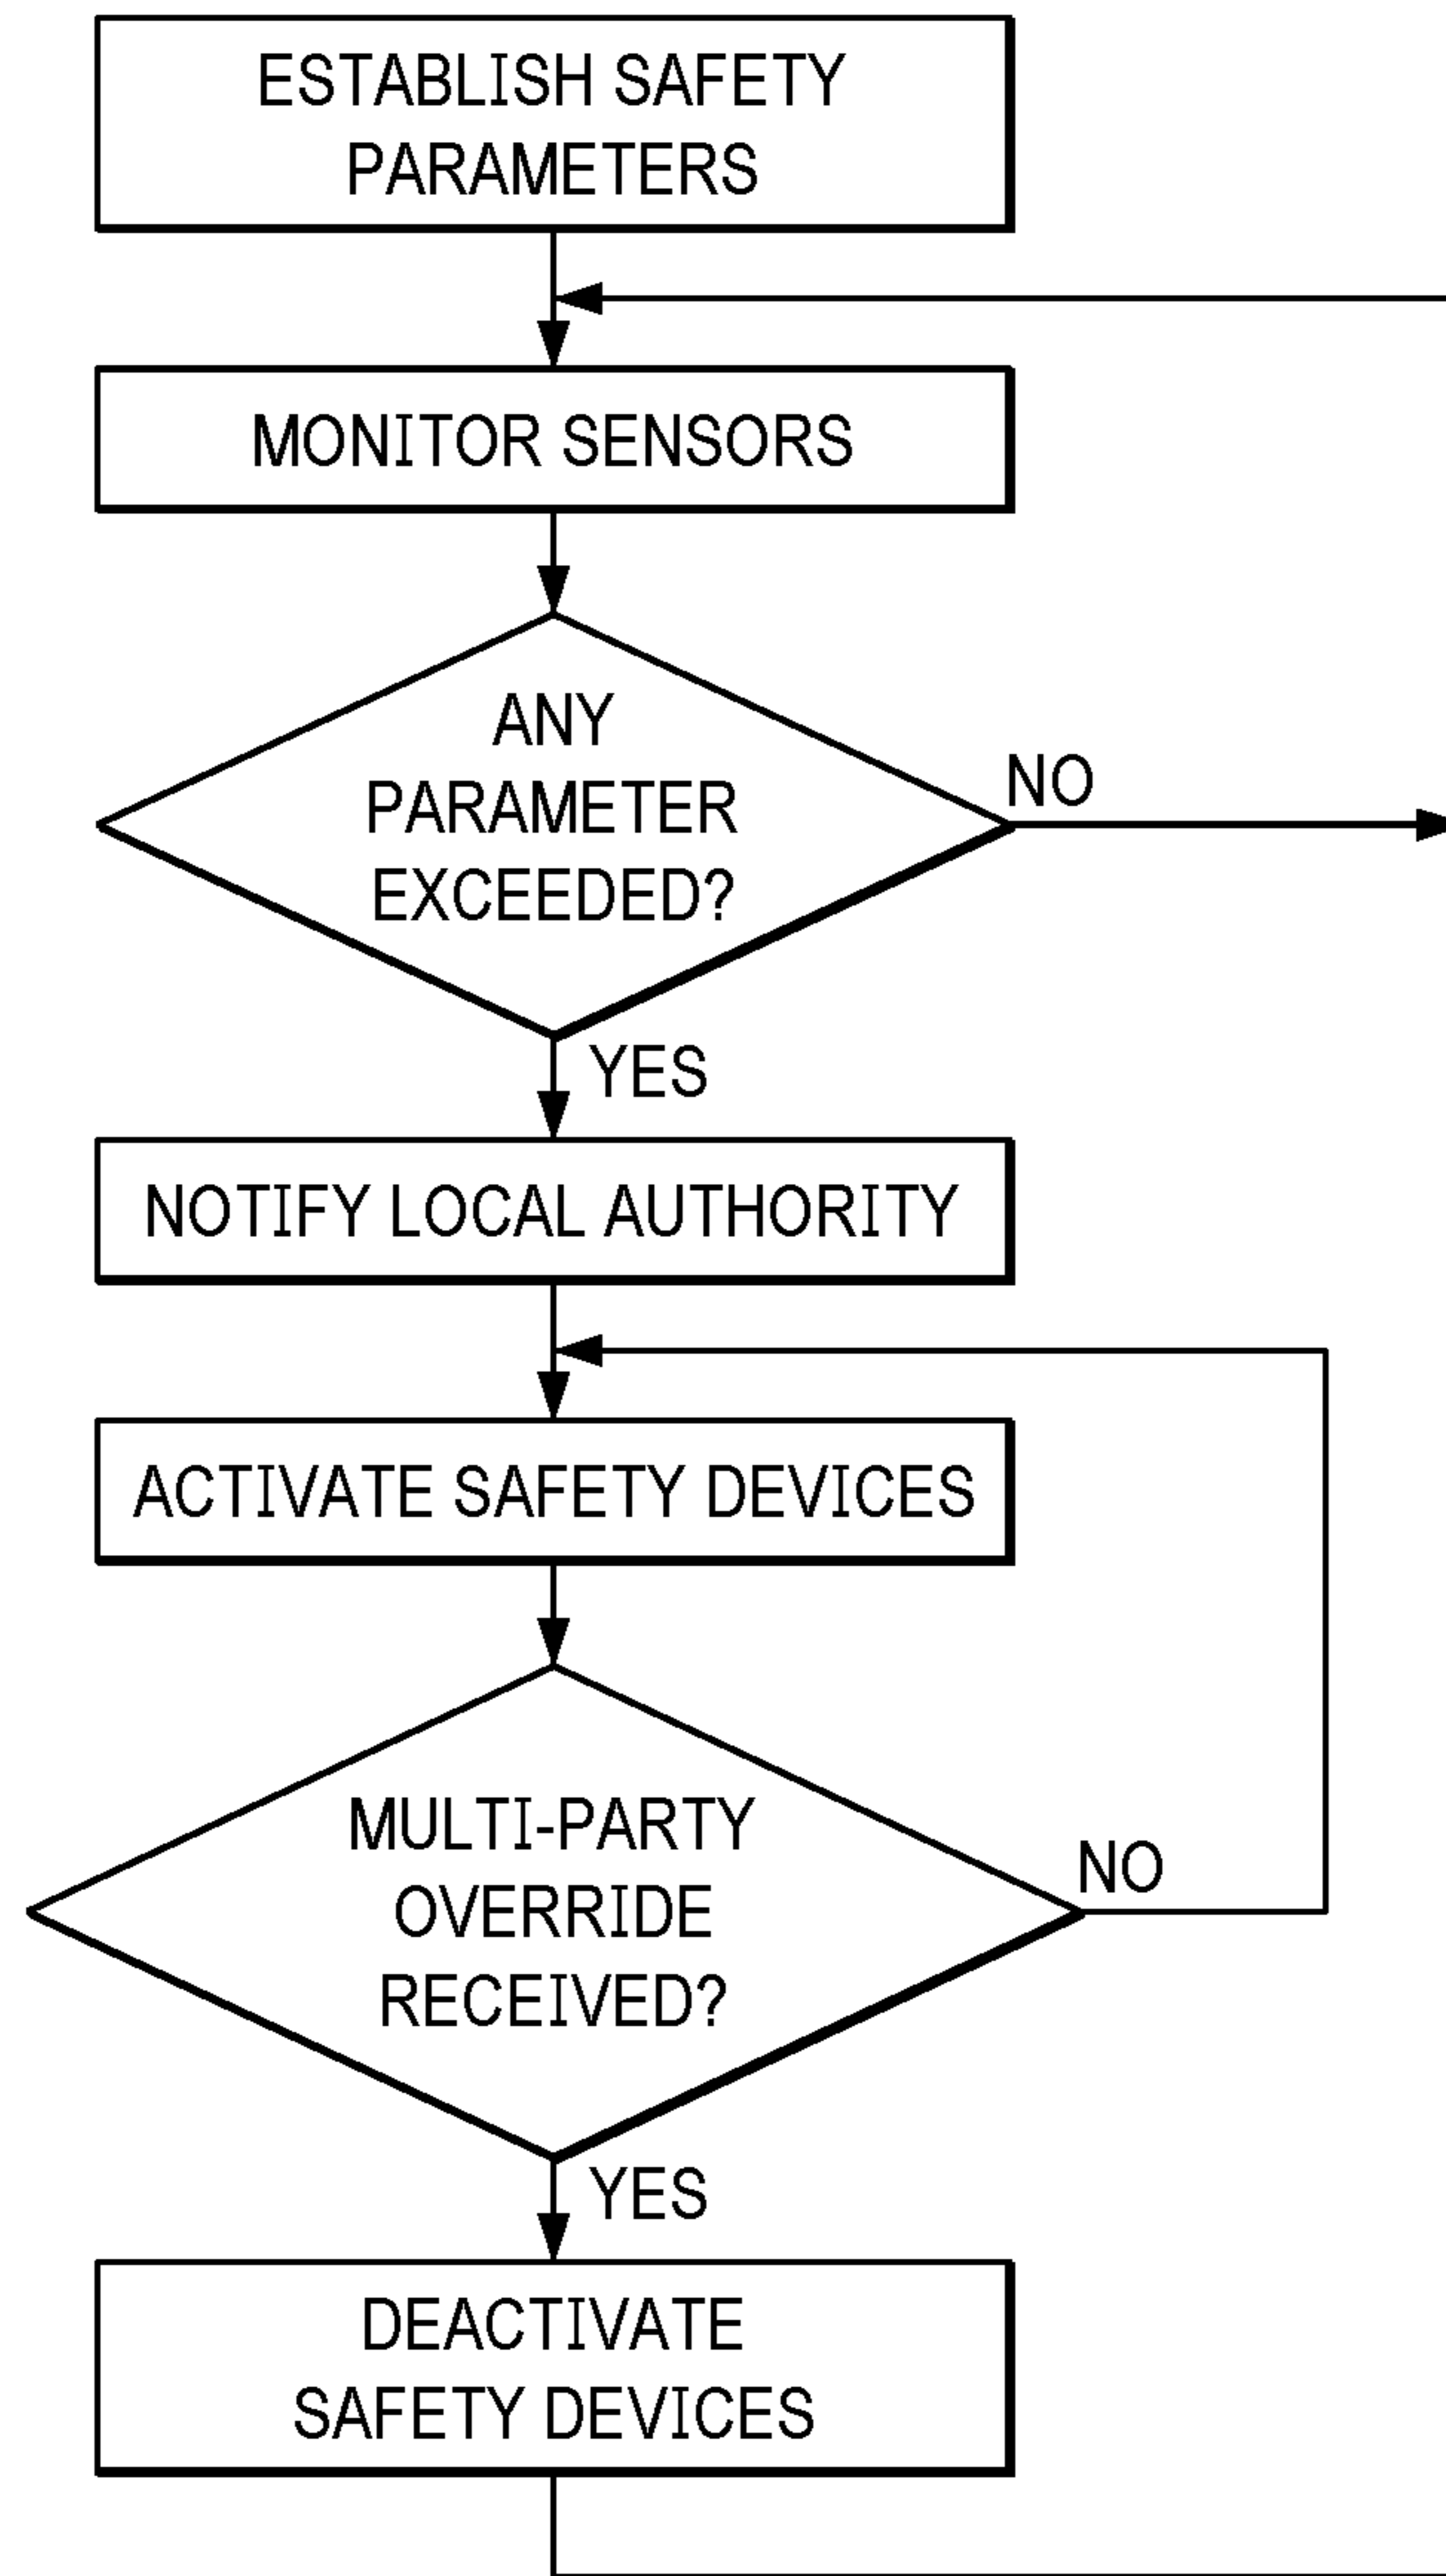 ESTABLISH SAFETY
PARAMETERS
MONITOR SENSORS
ANY
PARAMETER
EXCEEDED?
NO
YES
NOTIFY LOCAL AUTHORITY
ACTIVATE SAFETY DEVICES
MULTI-PARTY
OVERRIDE
RECEIVED?
NO
YES
DEACTIVATE
SAFETY DEVICES